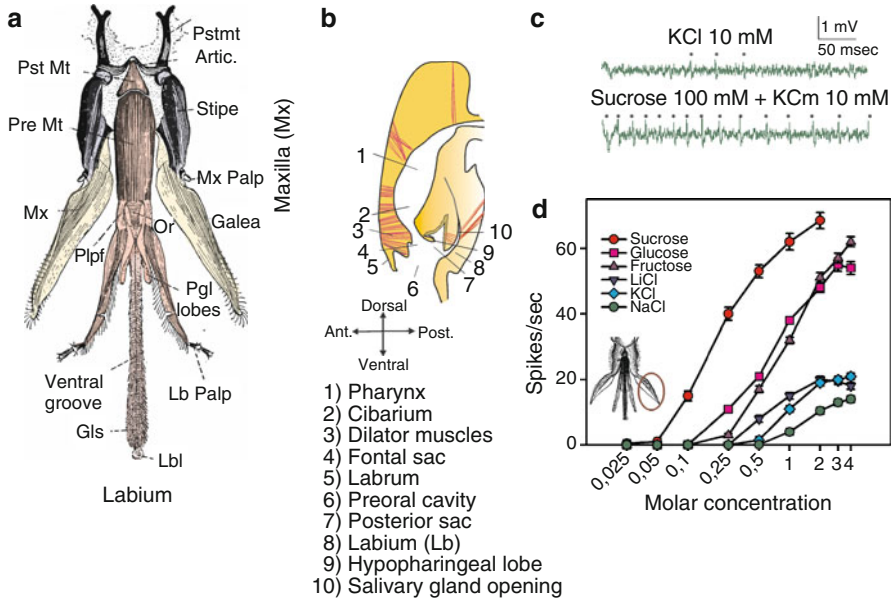 a
Pstmt
Artic.
Pst Mt
Stipe
Pre Mt
Mx Palp
Mx
Or
Galea
Plpf
Pgl
lobes
Ventral
groove
Lb Palp
Gls
Lbl
Labium
Maxilla (Mx)
b
1
2
3
4
5
6
7
8
9
10
Dorsal
Ant.
Post.
Ventral
1) Pharynx
2) Cibarium
3) Dilator muscles
4) Fontal sac
5) Labrum
6) Preoral cavity
7) Posterior sac
8) Labium (Lb)
9) Hypopharingeal lobe
10) Salivary gland opening
c
KCl 10 mM
1 mV
50 msec
Sucrose 100 mM + KCm 10 mM
d
Sucrose
Glucose
Fructose
LiCl
KCl
NaCl
Spikes/sec
60
40
20
0
0,025
0,05
0,1
0,25
0,5
1
2
3
4
Molar concentration